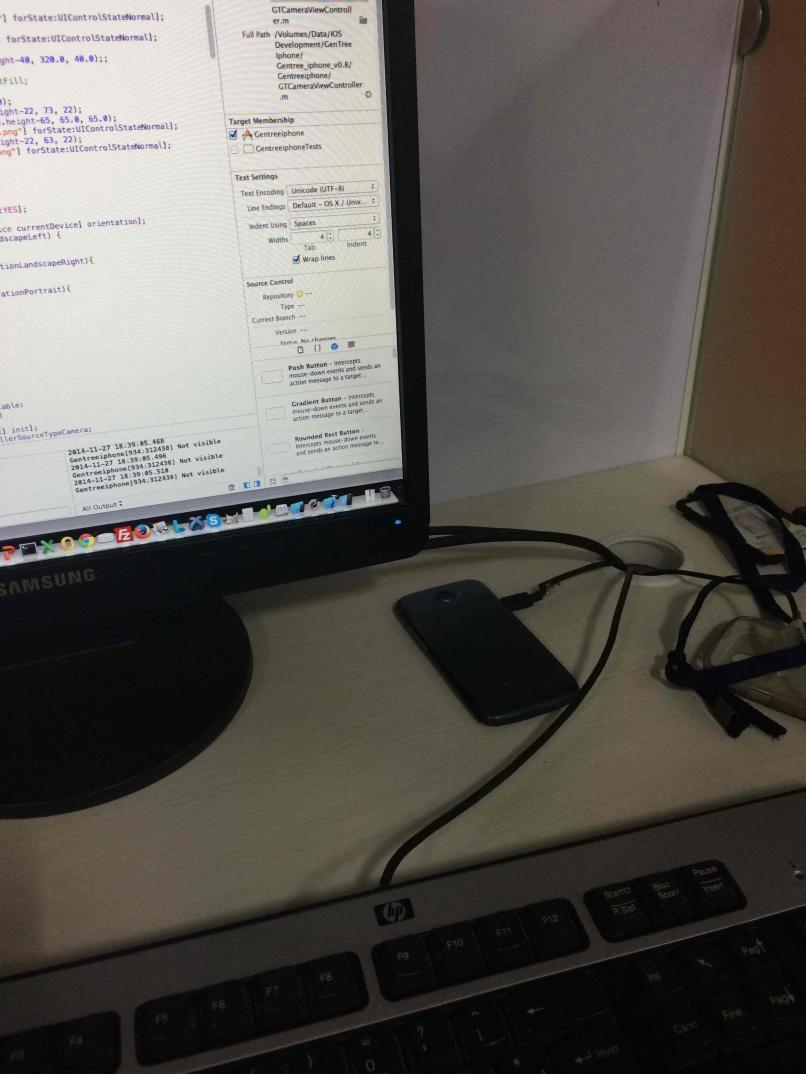 "] forState:UIControlStateNormal];
forState:UIControlStateNormal];
ght-40, 320.0, 40.0);;
tFill;
);
ight-22, 73, 22);
.height-65, 65.0, 65.0);
.png"] forState:UIControlStateNormal];
ight-22, 63, 22);
ng"] forState:UIControlStateNormal];
:YES];
ce currentDevice] orientation];
dscapeLeft) {
tionLandscapeRight){
ationPortrait){
able;
] init];
llerSourceTypeCamera;
GTCameraViewControll
er.m
Full Path /Volumes/Data/IOS
Development/GenTree
Iphone/
Gentree_iphone_v0.8/
Gentreeiphone/
GTCameraViewController
.m
Target Membership
Gentreeiphone
GentreeiphoneTests
Text Settings
Text Encoding Unicode (UTF-8)
Line Endings Default - OS X / Unix...
Indent Using Spaces
Widths 4 4
Tab Indent
Wrap lines
Source Control
Repository --
Type --
Current Branch --
Version --
Status No changes
{ }
Push Button - Intercepts
mouse-down events and sends an
action message to a target...
Gradient Button - Intercepts
mouse-down events and sends an
action message to a target...
Rounded Rect Button -
Intercepts mouse-down events
and sends an action message to...
2014-11-27 18:39:05.468
Gentreeiphone[934:312438] Not visible
2014-11-27 18:39:05.496
Gentreeiphone[934:312438] Not visible
2014-11-27 18:39:05.510
Gentreeiphone[934:312438] Not visible
All Output
Fz
S
SAMSUNG
hp
Stamp
R Sist
Bloc
Scorr
Pausa
Interr
F3 F4 F5 F6 F7 F8 F9 F10 F11 F12
Ins
Pag
Canc
Fine
Pag
Invio
=
0
?
'
^
)